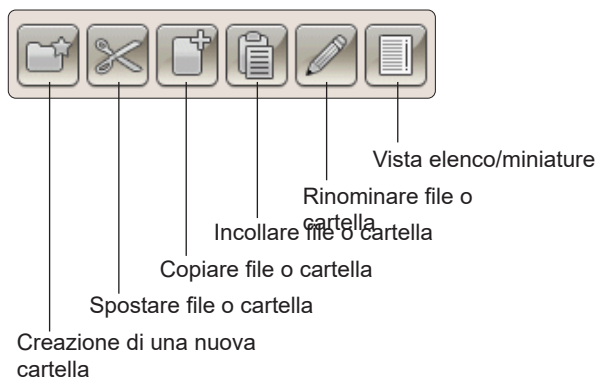 Vista elenco/miniature
Rinominare file o
cartella
Incollare file o cartella
Copiare file o cartella
Spostare file o cartella
Creazione di una nuova
cartella